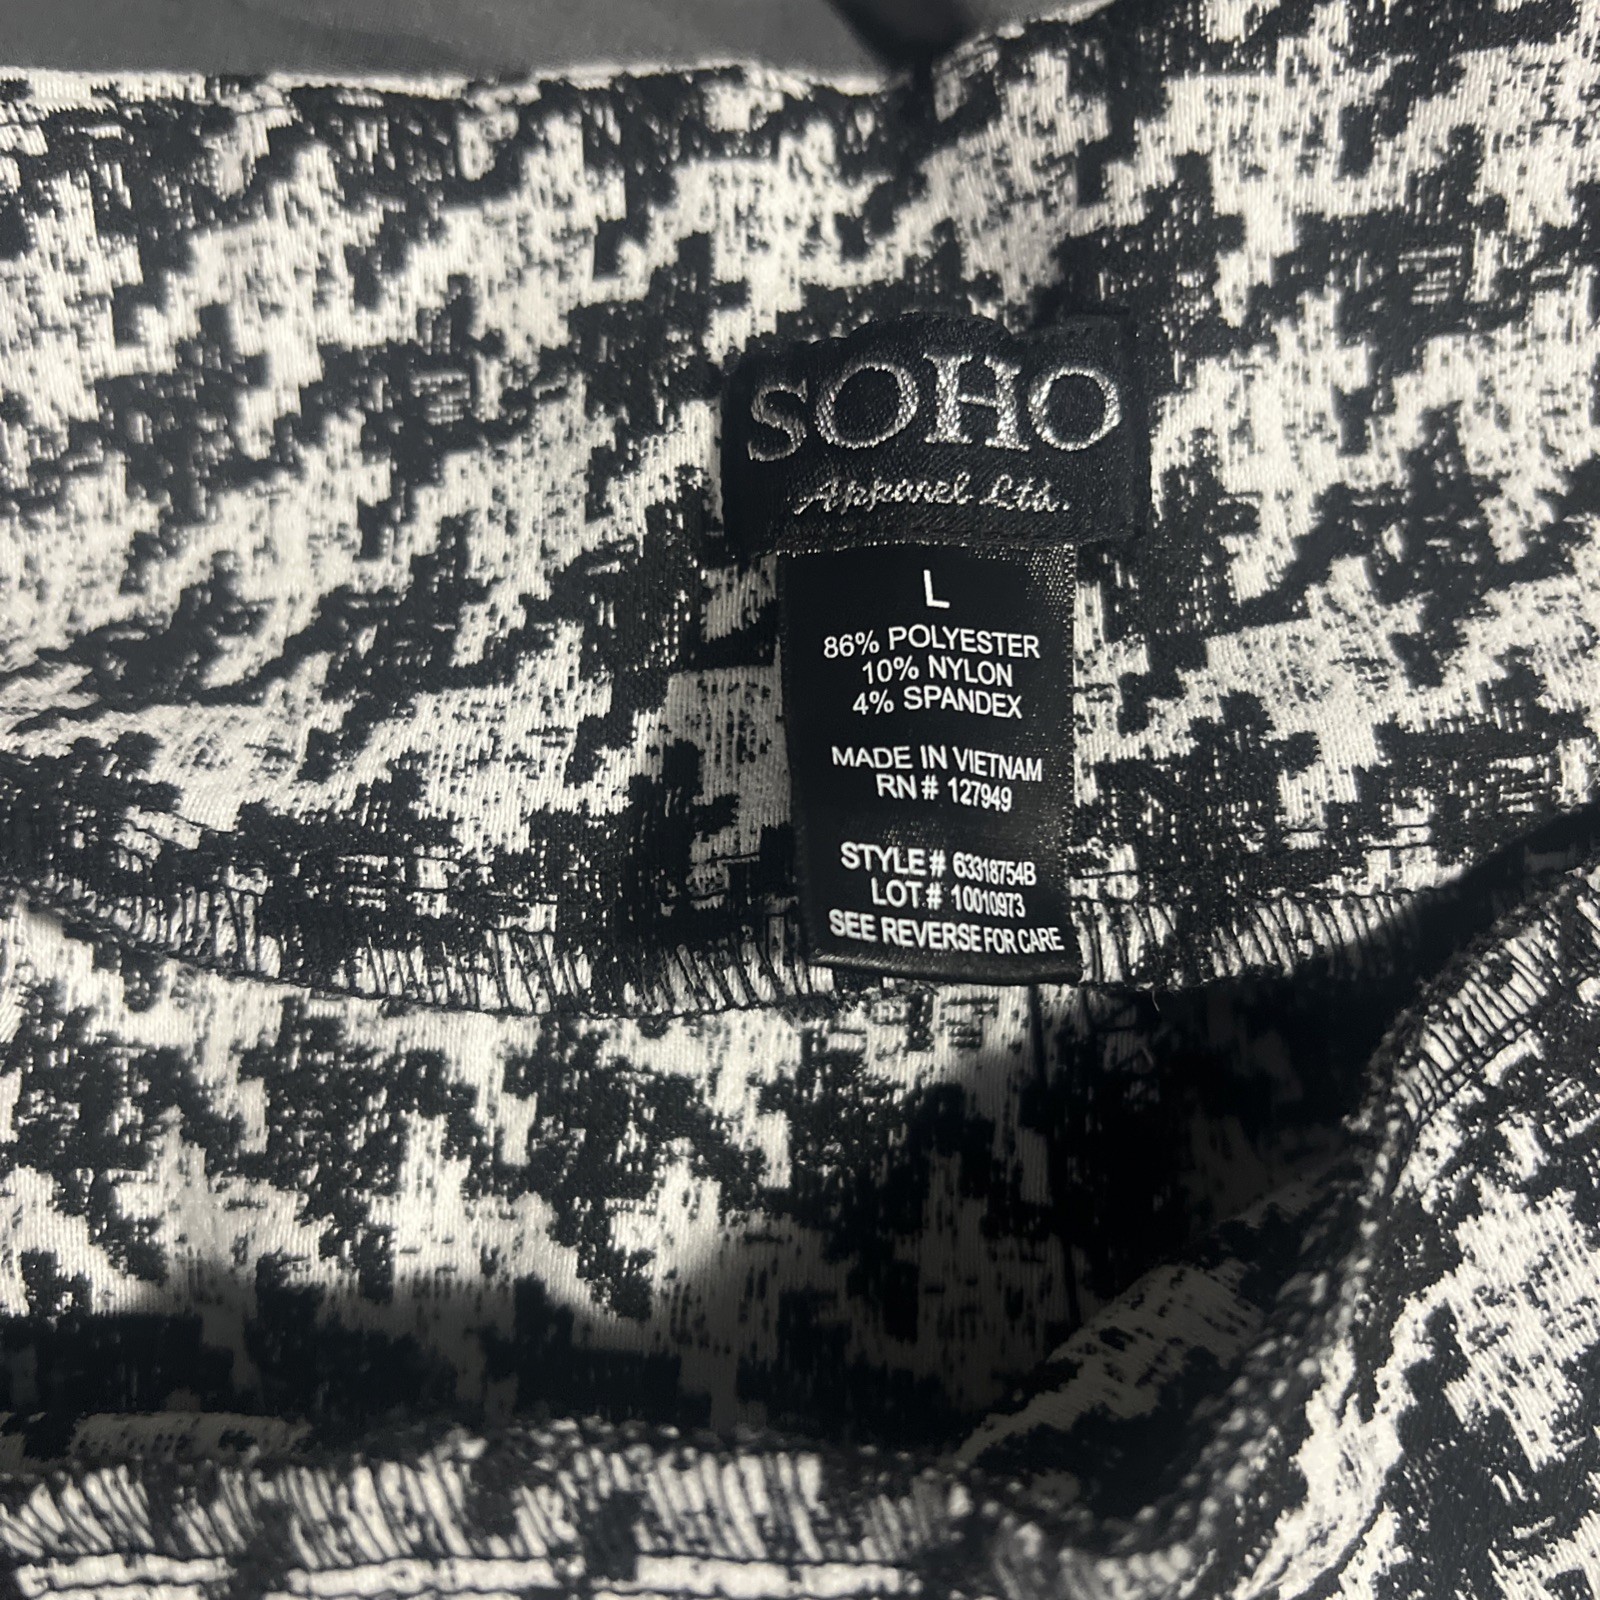 SOHO
Apparel Ltd.
L
86% POLYESTER
10% NYLON
4% SPANDEX
MADE IN VIETNAM
RN # 127949
STYLE # 63318754B
LOT # 10010973
SEE REVERSE FOR CARE